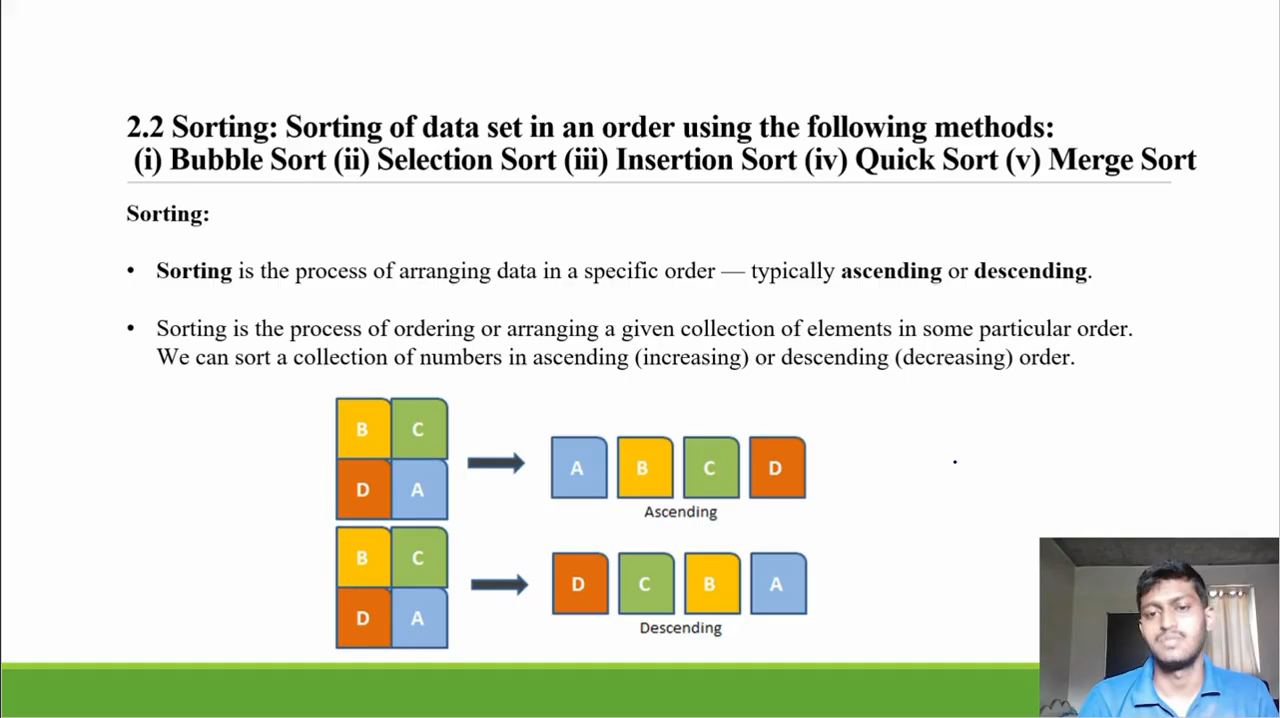 2.2 Sorting: Sorting of data set in an order using the following methods:
(i) Bubble Sort (ii) Selection Sort (iii) Insertion Sort (iv) Quick Sort (v) Merge Sort
Sorting:
• Sorting is the process of arranging data in a specific order — typically ascending or descending.
• Sorting is the process of ordering or arranging a given collection of elements in some particular order.
We can sort a collection of numbers in ascending (increasing) or descending (decreasing) order.
B C
D A
A B C D
Ascending
B C
D A
D C B A
Descending